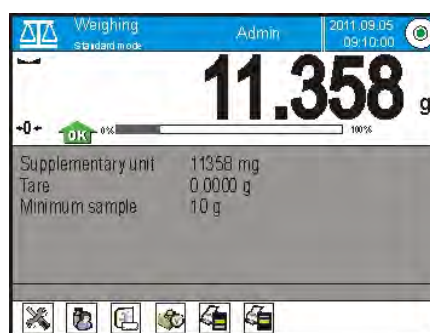 Weighing
Standard mode
Admin
2011.09.05
09:10:00
11.358 g
→0←
OK 0% 100%
Supplementary unit 11358 mg
Tare 0.0000 g
Minimum sample 10 g